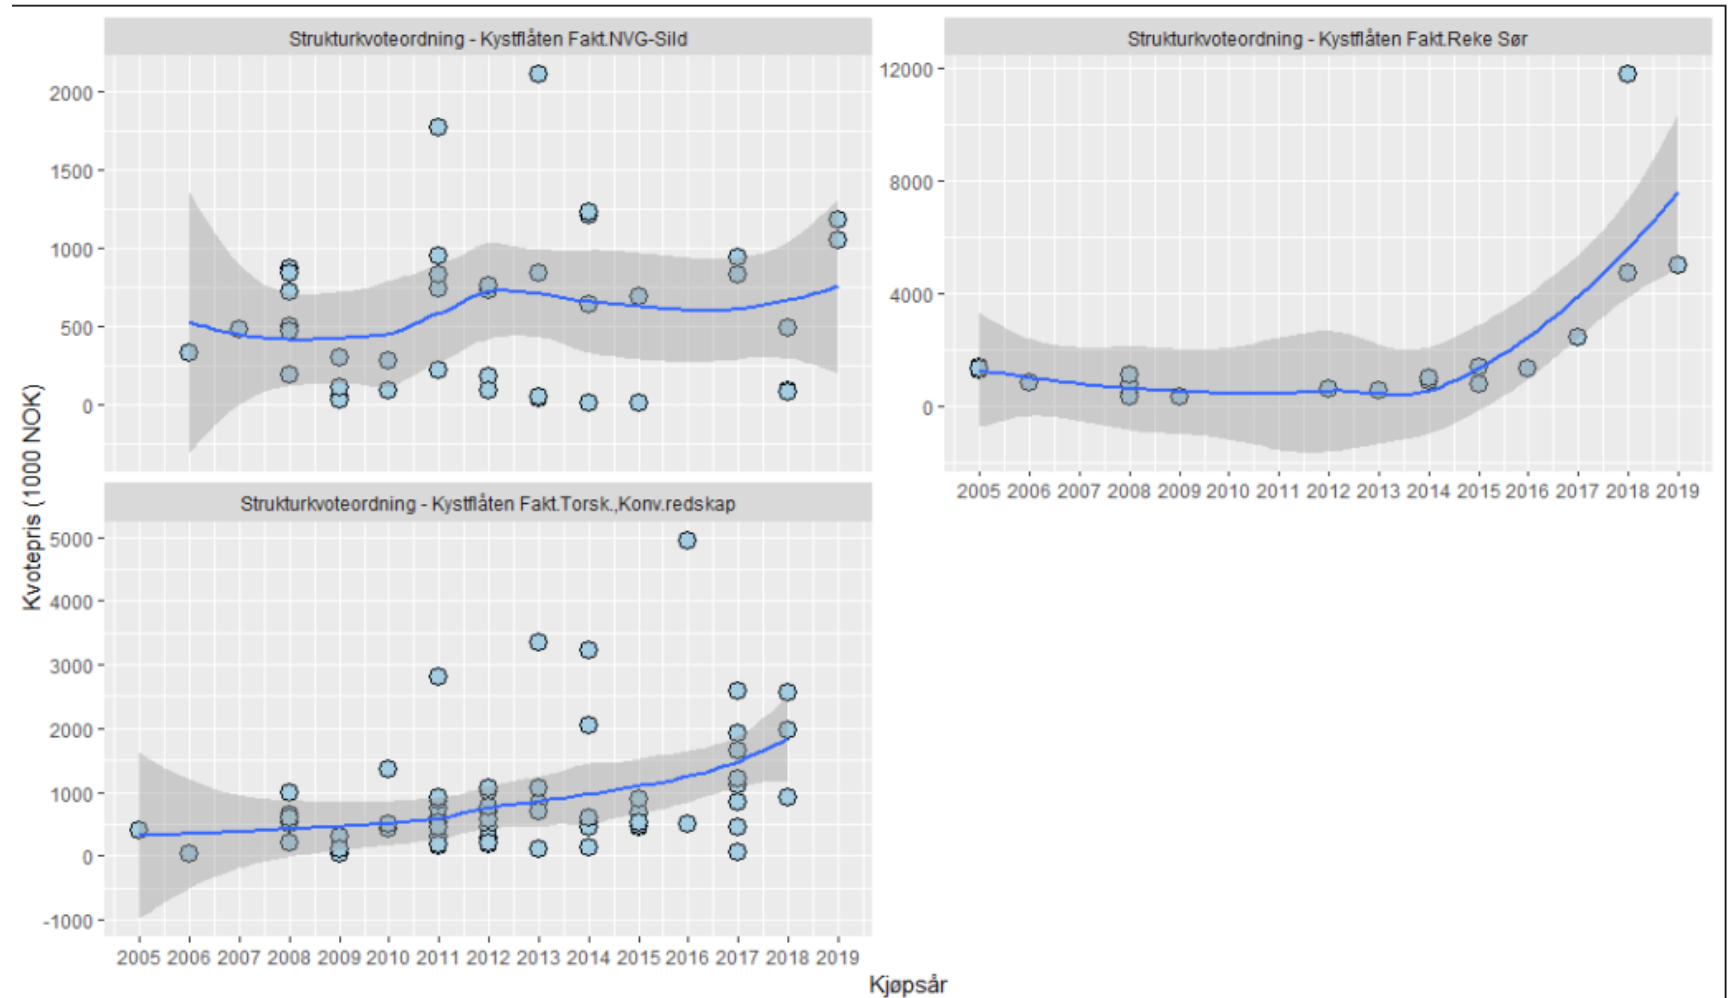 Strukturkvoteordning - Kystflåten Fakt.NVG-Sild
Strukturkvoteordning - Kystflåten Fakt.Reke Sør
2000
1500
1000
500
0
12000
8000
4000
0
2005 2006 2007 2008 2009 2010 2011 2012 2013 2014 2015 2016 2017 2018 2019
Strukturkvoteordning - Kystflåten Fakt.Torsk.,Konv.redskap
5000
4000
3000
2000
1000
0
-1000
2005 2006 2007 2008 2009 2010 2011 2012 2013 2014 2015 2016 2017 2018 2019
Kvotepris (1000 NOK)
Kjøpsår